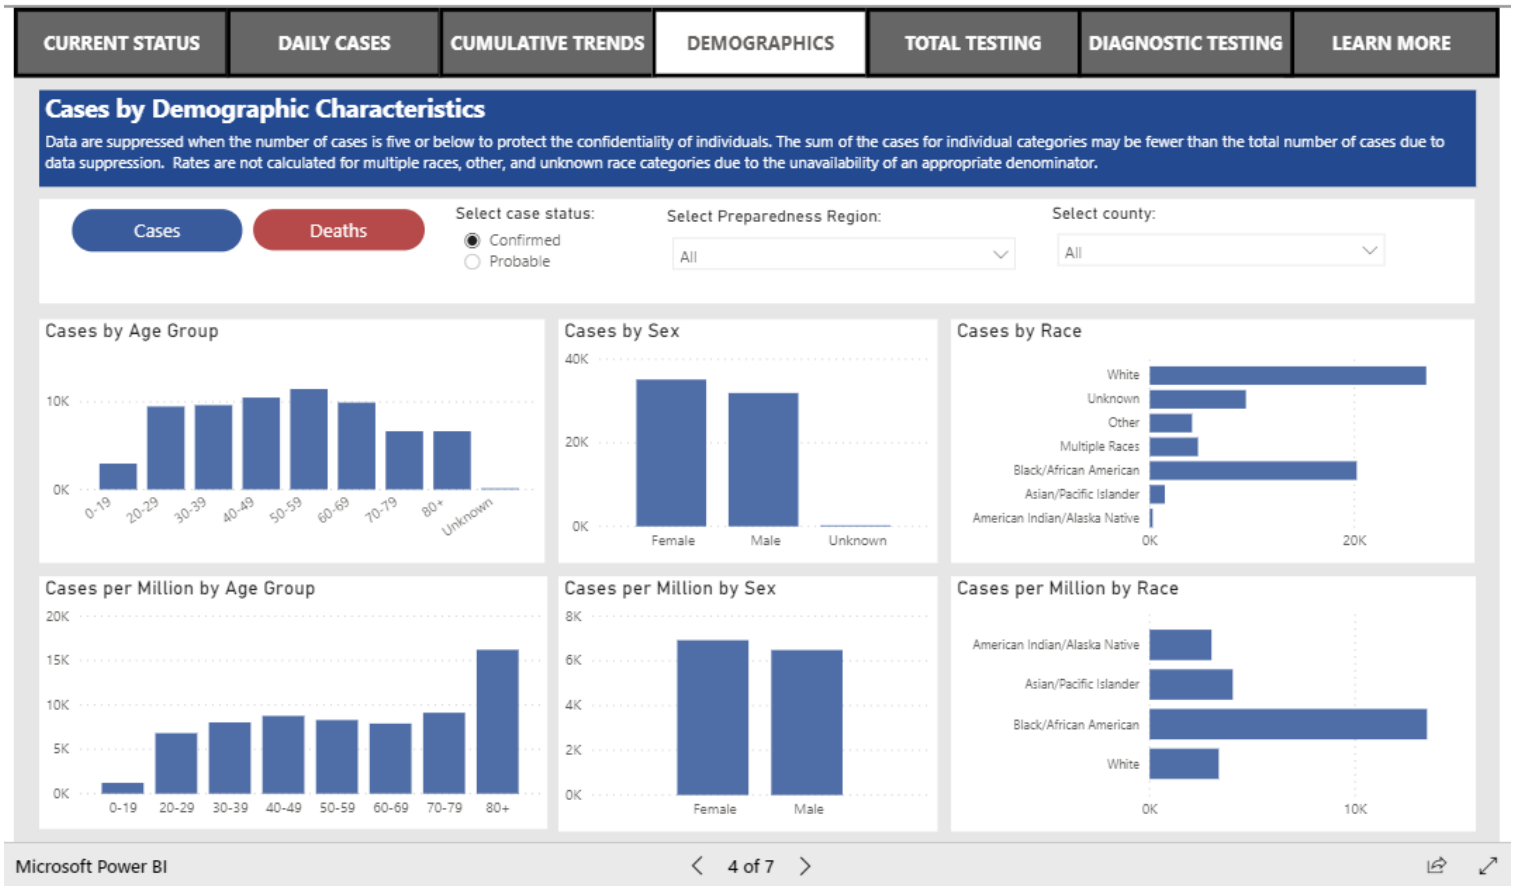 CURRENT STATUS
DAILY CASES
CUMULATIVE TRENDS
DEMOGRAPHICS
TOTAL TESTING
DIAGNOSTIC TESTING
LEARN MORE
Cases by Demographic Characteristics
Data are suppressed when the number of cases is five or below to protect the confidentiality of individuals. The sum of the cases for individual categories may be fewer than the total number of cases due to
data suppression.  Rates are not calculated for multiple races, other, and unknown race categories due to the unavailability of an appropriate denominator.
Cases
Deaths
Select case status:
Confirmed
Probable
Select Preparedness Region:
All
Select county:
All
Cases by Age Group
10K
0K
0-19
20-29
30-39
40-49
50-59
60-69
70-79
80+
Unknown
Cases by Sex
40K
20K
0K
Female
Male
Unknown
Cases by Race
White
Unknown
Other
Multiple Races
Black/African American
Asian/Pacific Islander
American Indian/Alaska Native
0K
20K
Cases per Million by Age Group
20K
15K
10K
5K
0K
0-19
20-29
30-39
40-49
50-59
60-69
70-79
80+
Cases per Million by Sex
8K
6K
4K
2K
0K
Female
Male
Cases per Million by Race
American Indian/Alaska Native
Asian/Pacific Islander
Black/African American
White
0K
10K
Microsoft Power BI
4 of 7